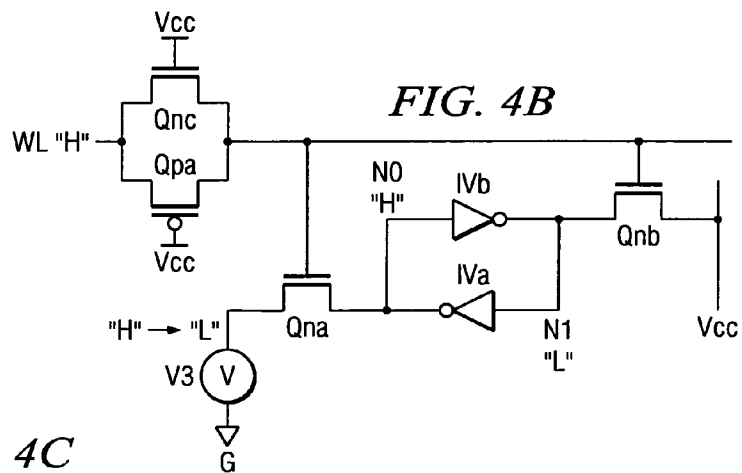 Vcc
FIG. 4B
Qnc
WL "H"
Qpa
N0
"H"
IVb
Vcc
Qnb
IVa
Qna
"H" → "L"
N1
"L"
Vcc
V3
V
G
4C